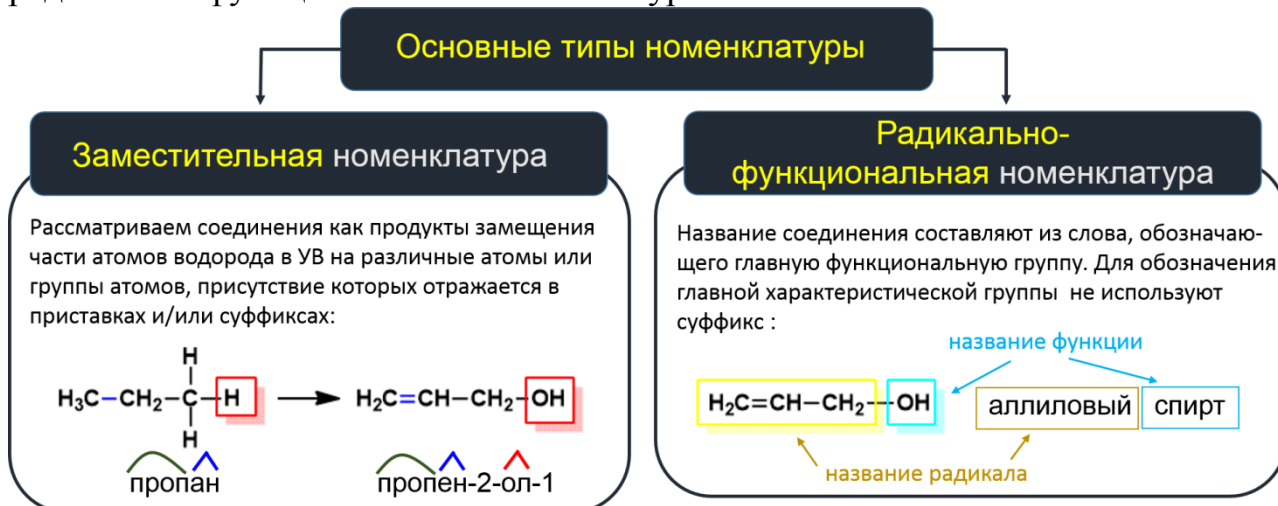 Основные типы номенклатуры
Заместительная номенклатура
Рассматриваем соединения как продукты замещения
части атомов водорода в УВ на различные атомы или
группы атомов, присутствие которых отражается в
приставках и/или суффиксах:
H
H₃C–CH₂–C–H
H
H₂C=CH–CH₂–OH
пропан
пропен-2-ол-1
Радикально-
функциональная номенклатура
Название соединения составляют из слова, обозначаю-
щего главную функциональную группу. Для обозначения
главной характеристической группы не используют
суффикс :
название функции
H₂C=CH–CH₂–OH
аллиловый спирт
название радикала